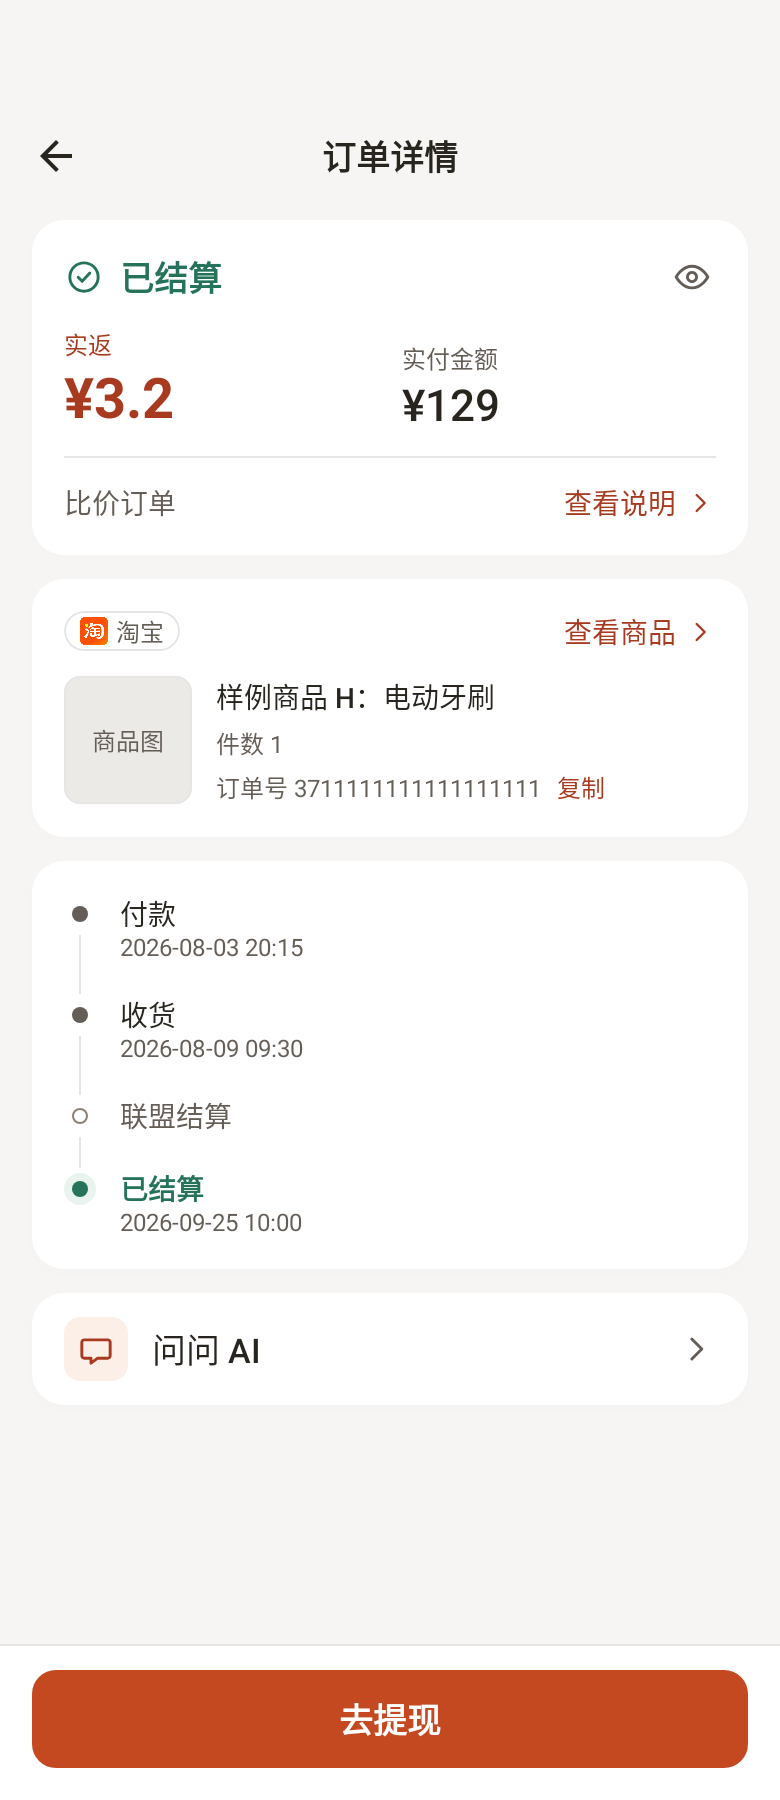 订单详情
已结算
实返
¥3.2
实付金额
¥129
比价订单
查看说明
淘 淘宝
查看商品
商品图
样例商品 H：电动牙刷
件数 1
订单号 3711111111111111111 复制
付款
2026-08-03 20:15
收货
2026-08-09 09:30
联盟结算
已结算
2026-09-25 10:00
问问 AI
去提现